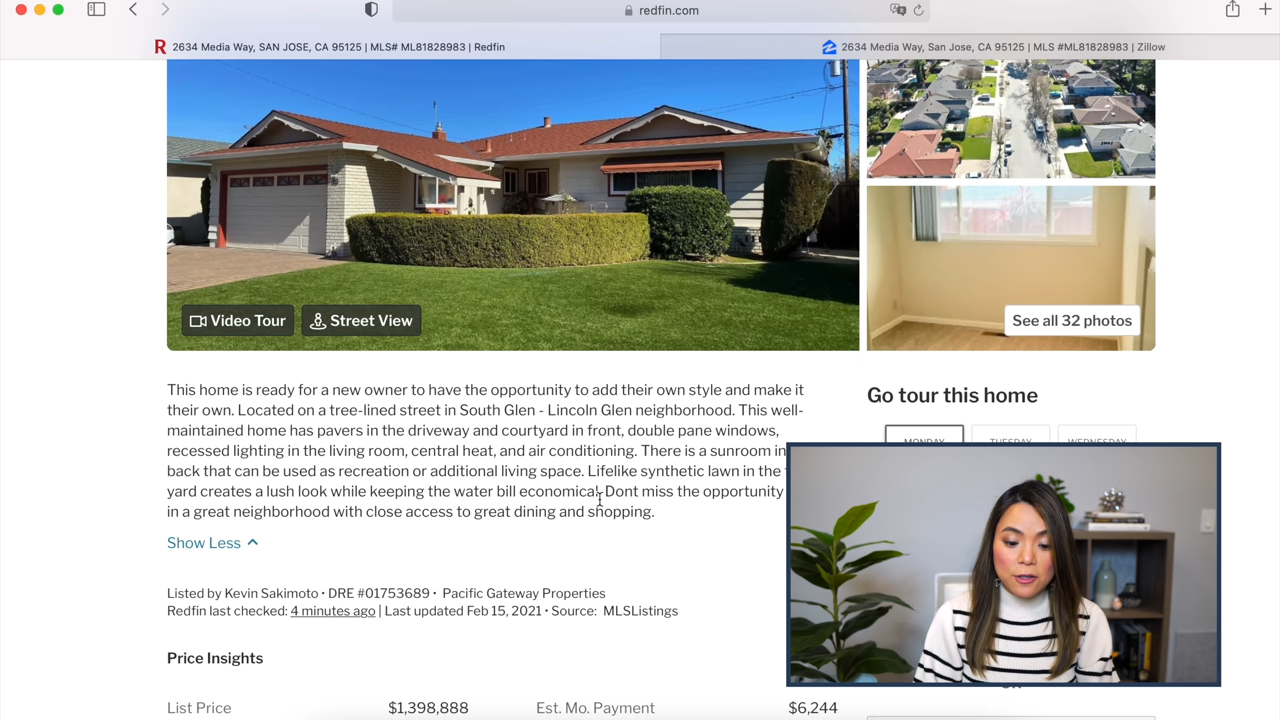 redfin.com
R 2634 Media Way, SAN JOSE, CA 95125 | MLS# ML81828983 | Redfin
2634 Media Way, San Jose, CA 95125 | MLS #ML81828983 | Zillow
Video Tour
Street View
See all 32 photos
This home is ready for a new owner to have the opportunity to add their own style and make it
their own. Located on a tree-lined street in South Glen - Lincoln Glen neighborhood. This well-
maintained home has pavers in the driveway and courtyard in front, double pane windows,
recessed lighting in the living room, central heat, and air conditioning. There is a sunroom in
back that can be used as recreation or additional living space. Lifelike synthetic lawn in the
yard creates a lush look while keeping the water bill economical. Dont miss the opportunity
in a great neighborhood with close access to great dining and shopping.
Show Less
Go tour this home
MONDAY
TUESDAY
WEDNESDAY
Listed by Kevin Sakimoto • DRE #01753689 • Pacific Gateway Properties
Redfin last checked: 4 minutes ago | Last updated Feb 15, 2021 • Source: MLSListings
Price Insights
List Price $1,398,888 Est. Mo. Payment $6,244